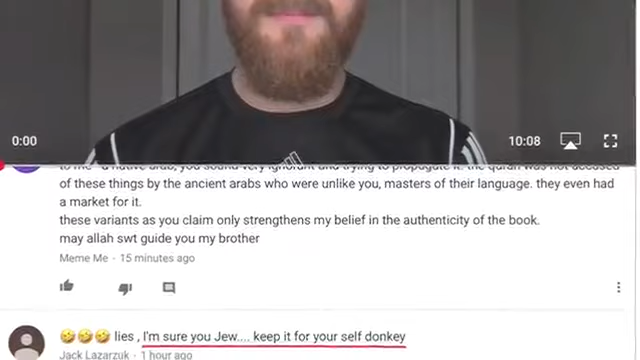 0:00
10:08
to me - a native arab, you sound very ignorant and trying to propagate it. the quran was not accused
of these things by the ancient arabs who were unlike you, masters of their language. they even had
a market for it.
these variants as you claim only strengthens my belief in the authenticity of the book.
may allah swt guide you my brother
Meme Me · 15 minutes ago
🤣🤣🤣 lies , I'm sure you Jew.... keep it for your self donkey
Jack Lazarzuk · 1 hour ago